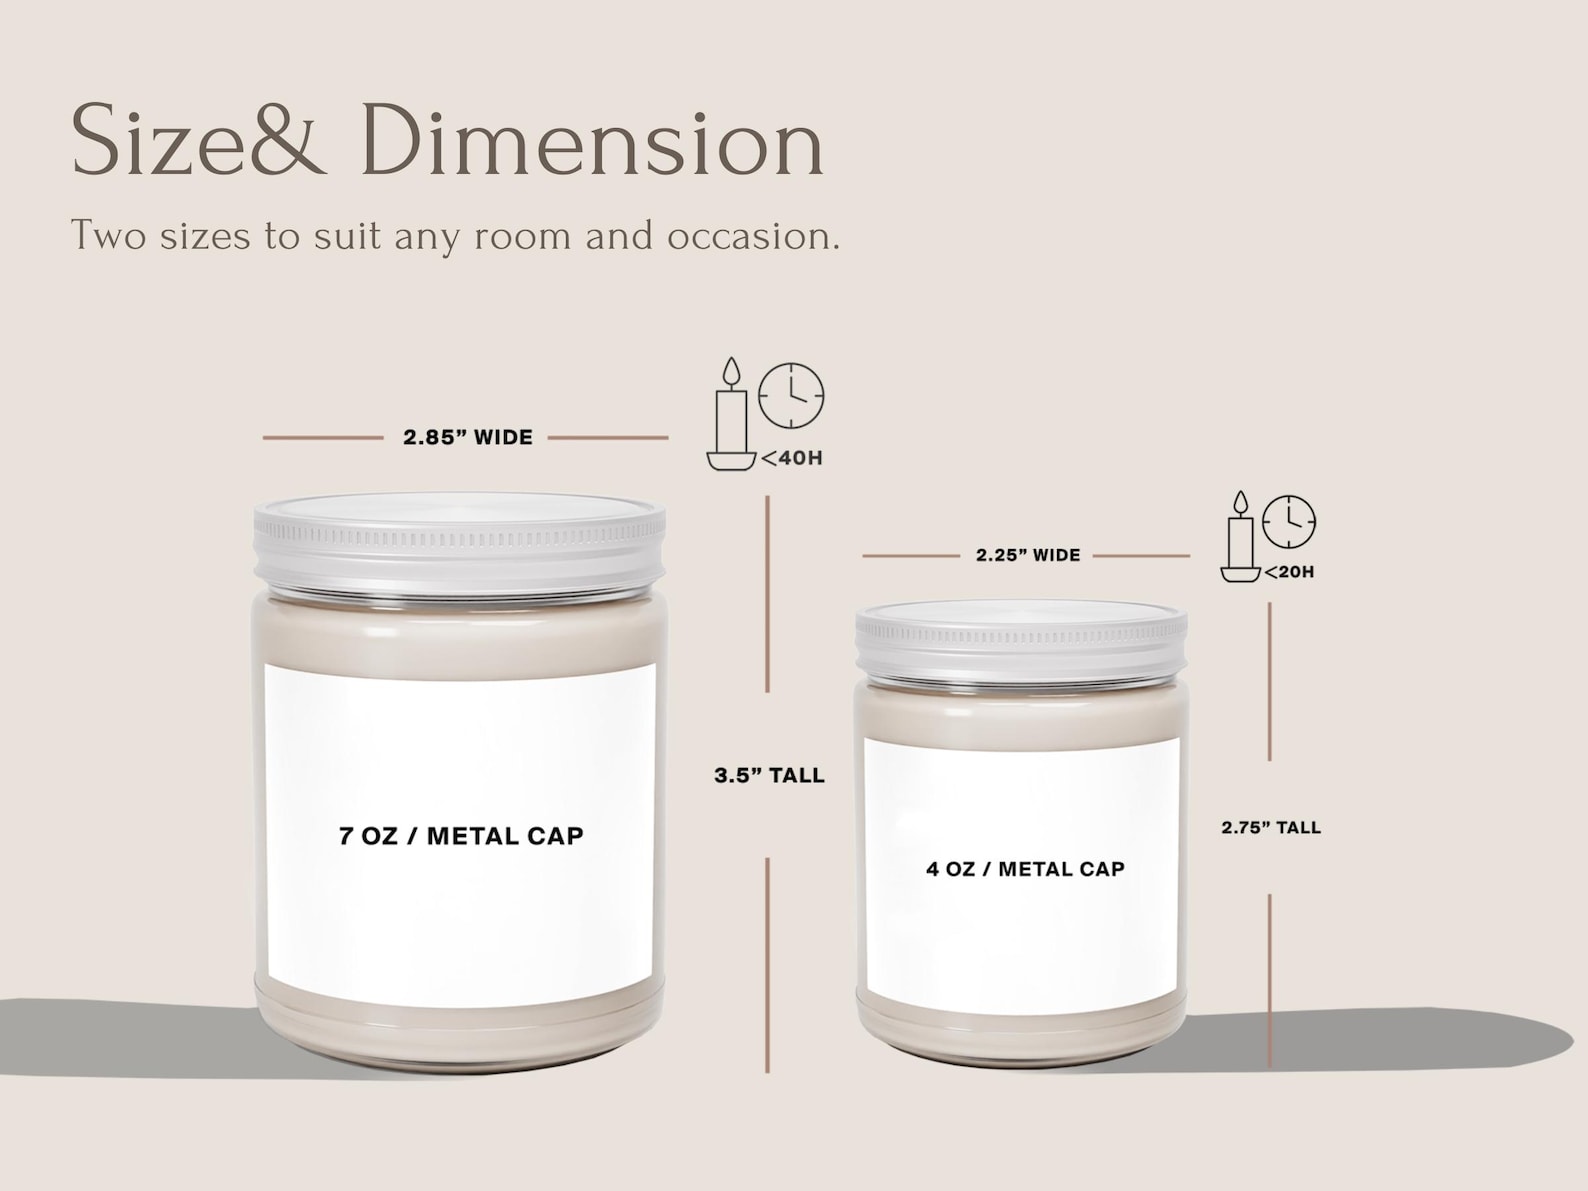 Size& Dimension
Two sizes to suit any room and occasion.
2.85” WIDE
<40H
3.5” TALL
7 OZ / METAL CAP
2.25” WIDE
<20H
2.75” TALL
4 OZ / METAL CAP